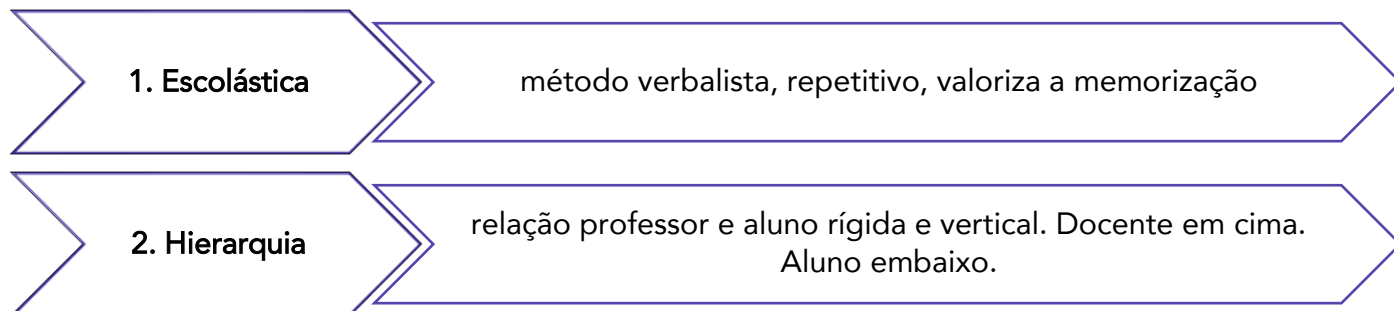 1. Escolástica
método verbalista, repetitivo, valoriza a memorização
2. Hierarquia
relação professor e aluno rígida e vertical. Docente em cima.
Aluno embaixo.